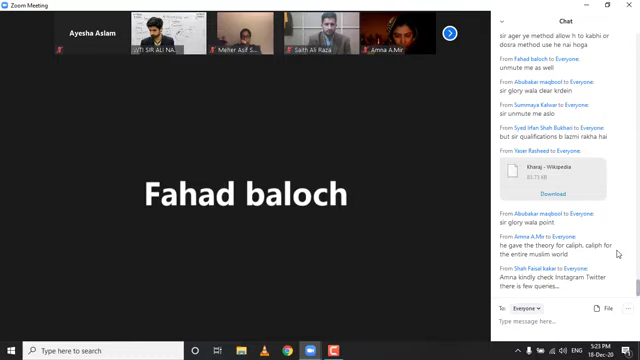 Zoom Meeting
Ayesha Aslam
WTI SIR ALI NA...
Meher Asif S...
Saith Ali Raza
Amna A.Mir
Fahad baloch
Chat
sir ager ye method allow h to kabhi or
dosra method use he nai hoga
From Fahad baloch to Everyone:
unmute me as well
From Abubakar maqbool to Everyone:
sir glory wala clear krdein
From Summaya Kalwar to Everyone:
sir unmute me aslo
From Syed Irfan Shah Bukhari to Everyone:
but sir qualifications b lazmi rakha hai
From Yaser Rasheed to Everyone:
Kharaj - Wikipedia
83.73 KB
Download
From Abubakar maqbool to Everyone:
sir glory wala point
From Amna A.Mir to Everyone:
he gave the theory for caliph, caliph for
the entire muslim world
From Shah Faisal kakar to Everyone:
Amna kindly check Instagram Twitter
there is few queries...
To: Everyone
File
Type message here...
Type here to search
ENG
5:23 PM
18-Dec-20